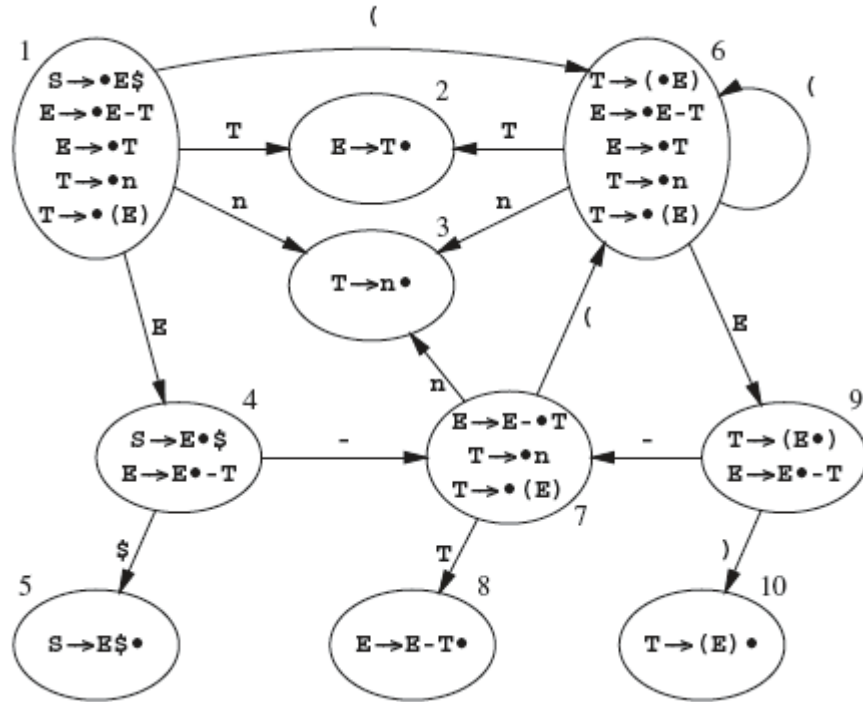 (
1
S→•E$
E→•E-T
E→•T
T→•n
T→•(E)
T
n
E
2
E→T•
T
n
3
T→n•
6
T→(•E)
E→•E-T
E→•T
T→•n
T→•(E)
(
(
E
n
4
S→E•$
E→E•-T
-
E→E-•T
T→•n
T→•(E)
7
-
9
T→(E•)
E→E•-T
$
T
)
5
S→E$•
8
E→E-T•
10
T→(E)•